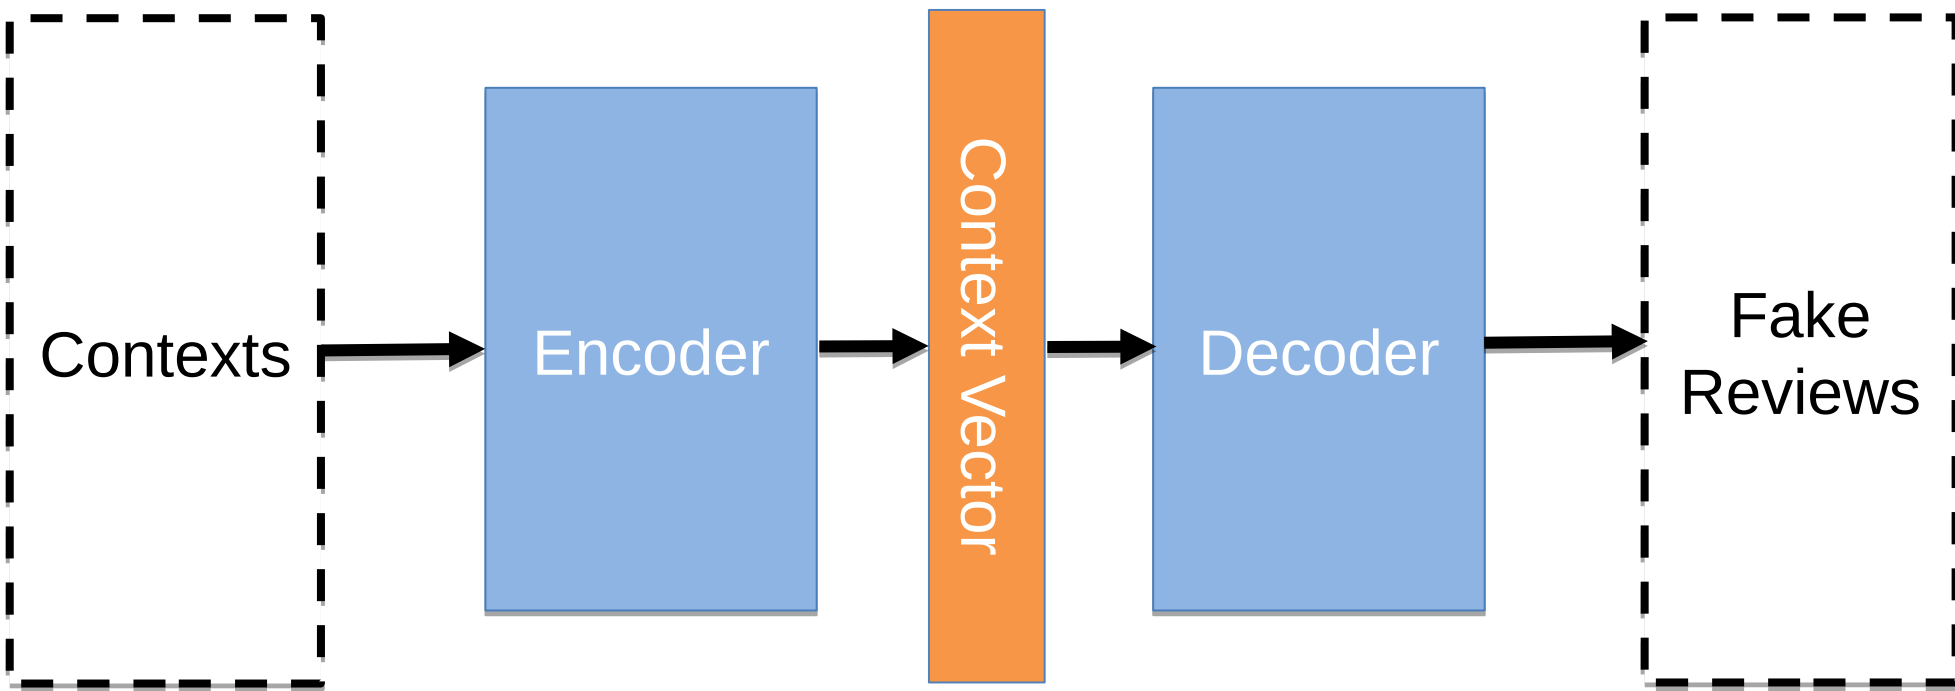 Contexts
Encoder
Context Vector
Decoder
Fake
Reviews